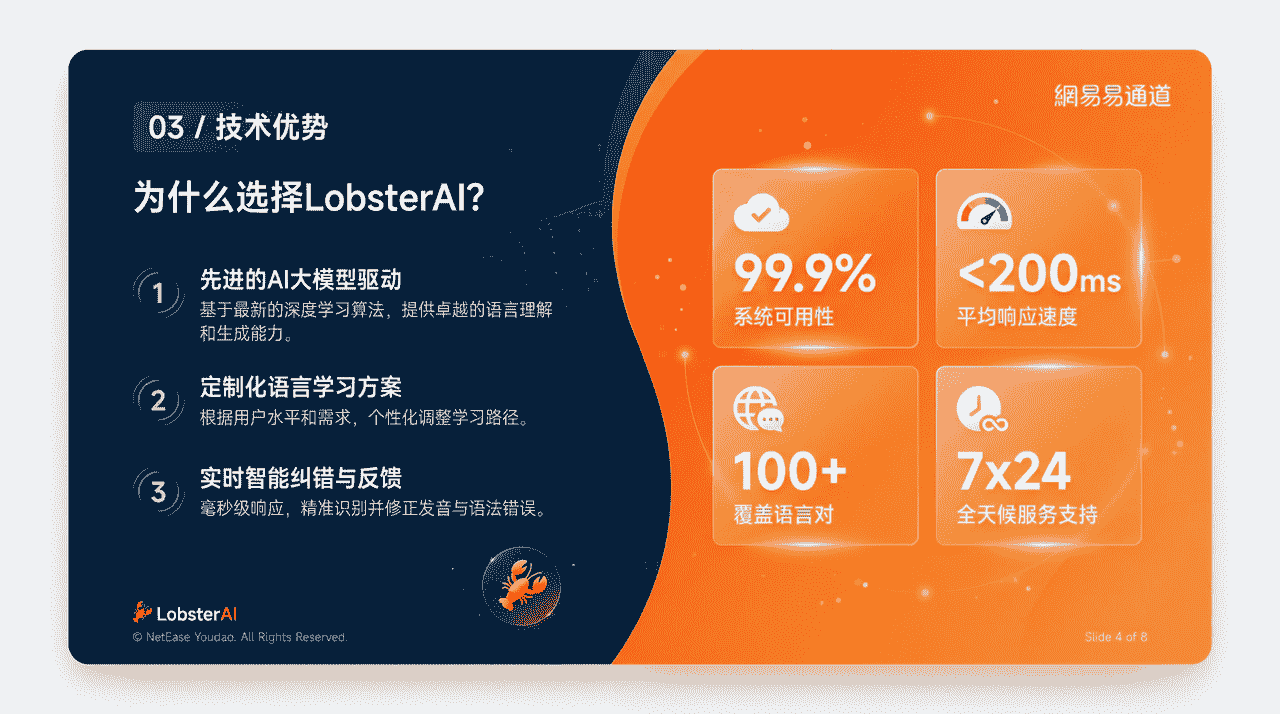 03 / 技术优势
为什么选择LobsterAI?
1
先进的AI大模型驱动
基于最新的深度学习算法，提供卓越的语言理解
和生成能力。
2
定制化语言学习方案
根据用户水平和需求，个性化调整学习路径。
3
实时智能纠错与反馈
毫秒级响应，精准识别并修正发音与语法错误。
LobsterAI
© NetEase Youdao. All Rights Reserved.
網易易通道
99.9%
系统可用性
<200ms
平均响应速度
100+
覆盖语言对
7x24
全天候服务支持
Slide 4 of 8